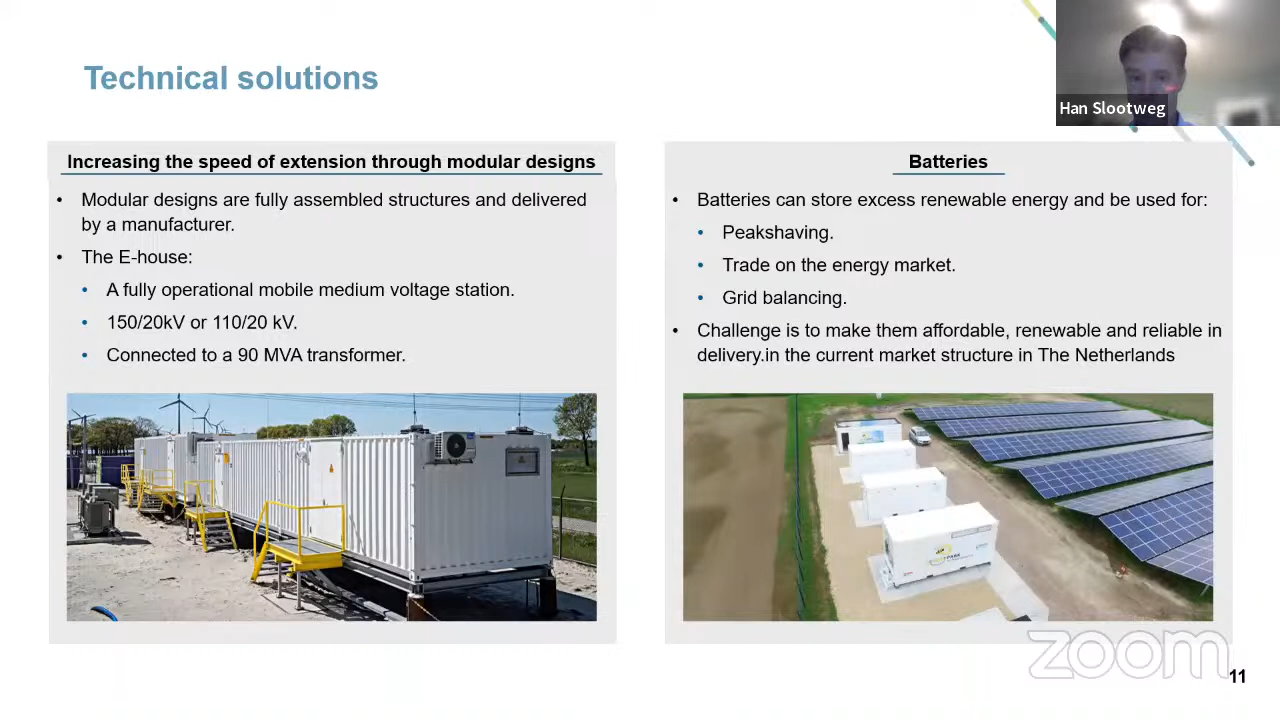 Technical solutions
Han Slootweg
Increasing the speed of extension through modular designs
• Modular designs are fully assembled structures and delivered
by a manufacturer.
• The E-house:
• A fully operational mobile medium voltage station.
• 150/20kV or 110/20 kV.
• Connected to a 90 MVA transformer.
Batteries
• Batteries can store excess renewable energy and be used for:
• Peakshaving.
• Trade on the energy market.
• Grid balancing.
• Challenge is to make them affordable, renewable and reliable in
delivery.in the current market structure in The Netherlands
zoom
11